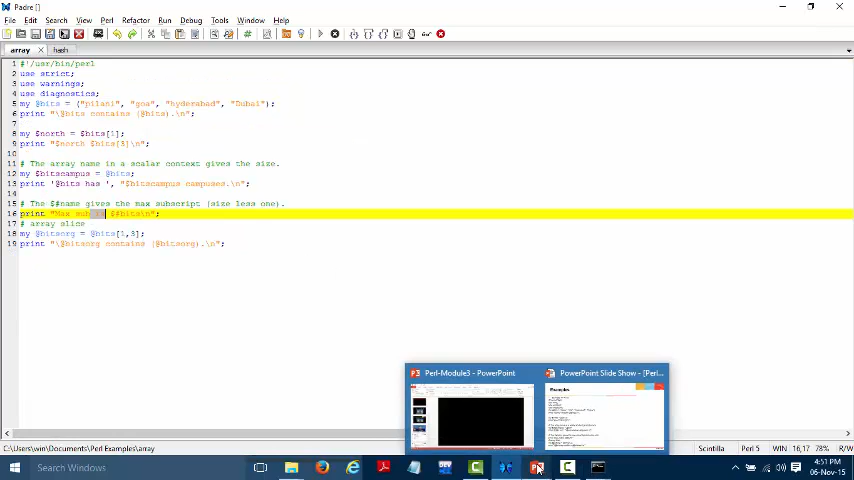 Padre []
File Edit Search View Perl Refactor Run Debug Tools Window Help
array hash
1 #!/usr/bin/perl
2 use strict;
3 use warnings;
4 use diagnostics;
5 my @bits = ("pilani", "goa", "hyderabad", "Dubai");
6 print "\@bits contains (@bits).\n";
7
8 my $north = $bits[1];
9 print "$north $bits[3]\n";
10
11 # The array name in a scalar context gives the size.
12 my $bitscampus = @bits;
13 print '@bits has ', "$bitscampus campuses.\n";
14
15 # The $#name gives the max subscript (size less one).
16 print "Max sub is $#bits\n";
17 # array slice
18 my @bitsorg = @bits[1,3];
19 print "\@bitsorg contains (@bitsorg).\n";
Perl-Module3 - PowerPoint PowerPoint Slide Show - [Perl...
Examples
C:\Users\win\Documents\Perl Examples\array Scintilla Perl 5 WIN 16,17 78% R/W
Search Windows
DEV
4:51 PM
06-Nov-15